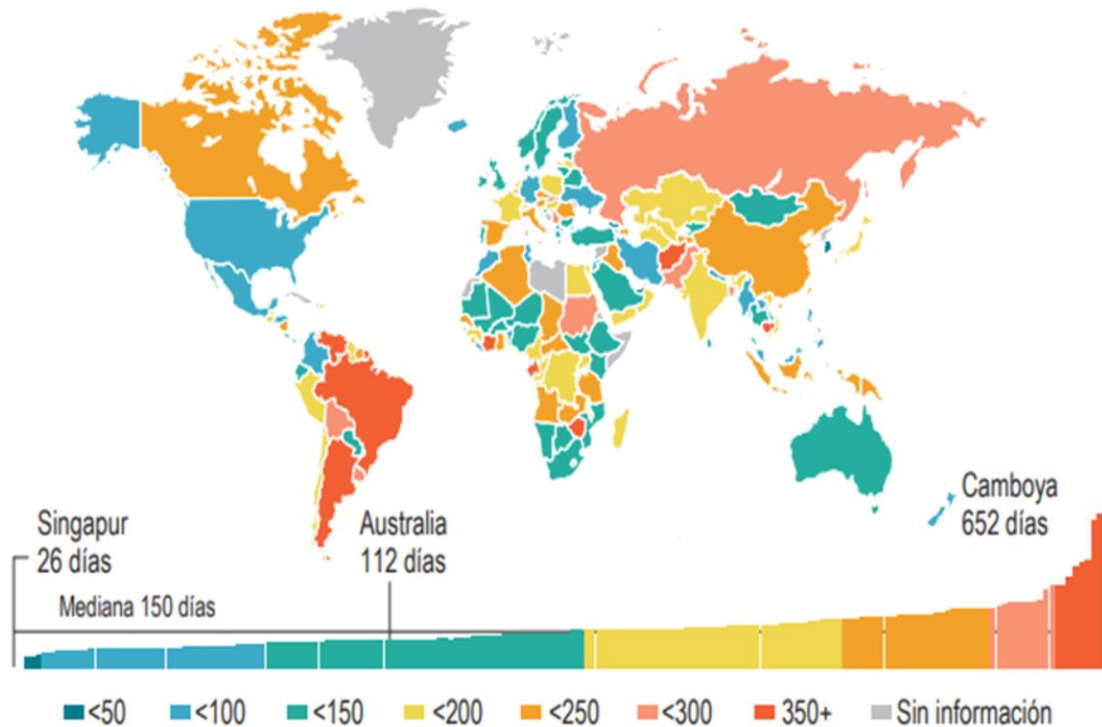 Singapur
26 días
Australia
112 días
Camboya
652 días
Mediana 150 días
<50 <100 <150 <200 <250 <300 350+ Sin información